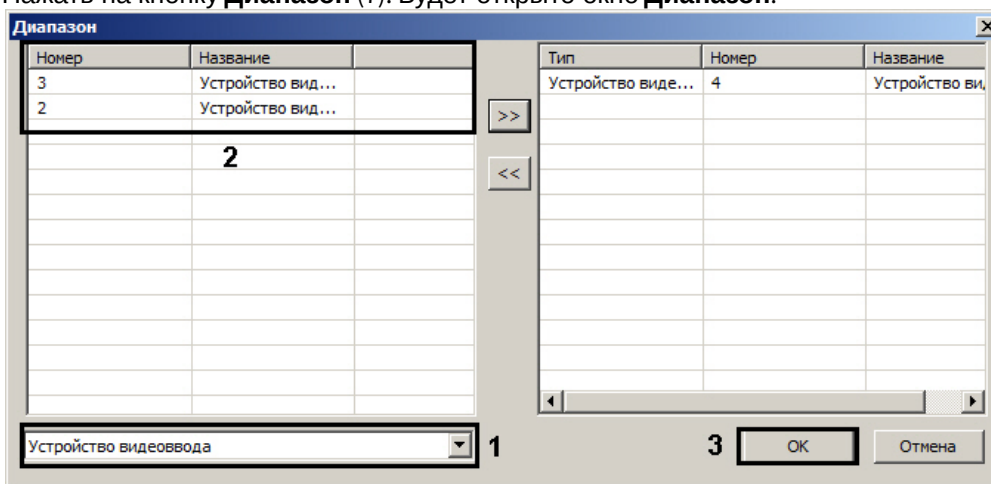 Нажать на кнопку Диапазон (7). Будет открыто окно Диапазон.
Диапазон
Номер Название
3 Устройство вид...
2 Устройство вид...
2
>>
<<
Тип Номер Название
Устройство виде... 4 Устройство ви
Устройство видеоввода
1
3
OK
Отмена